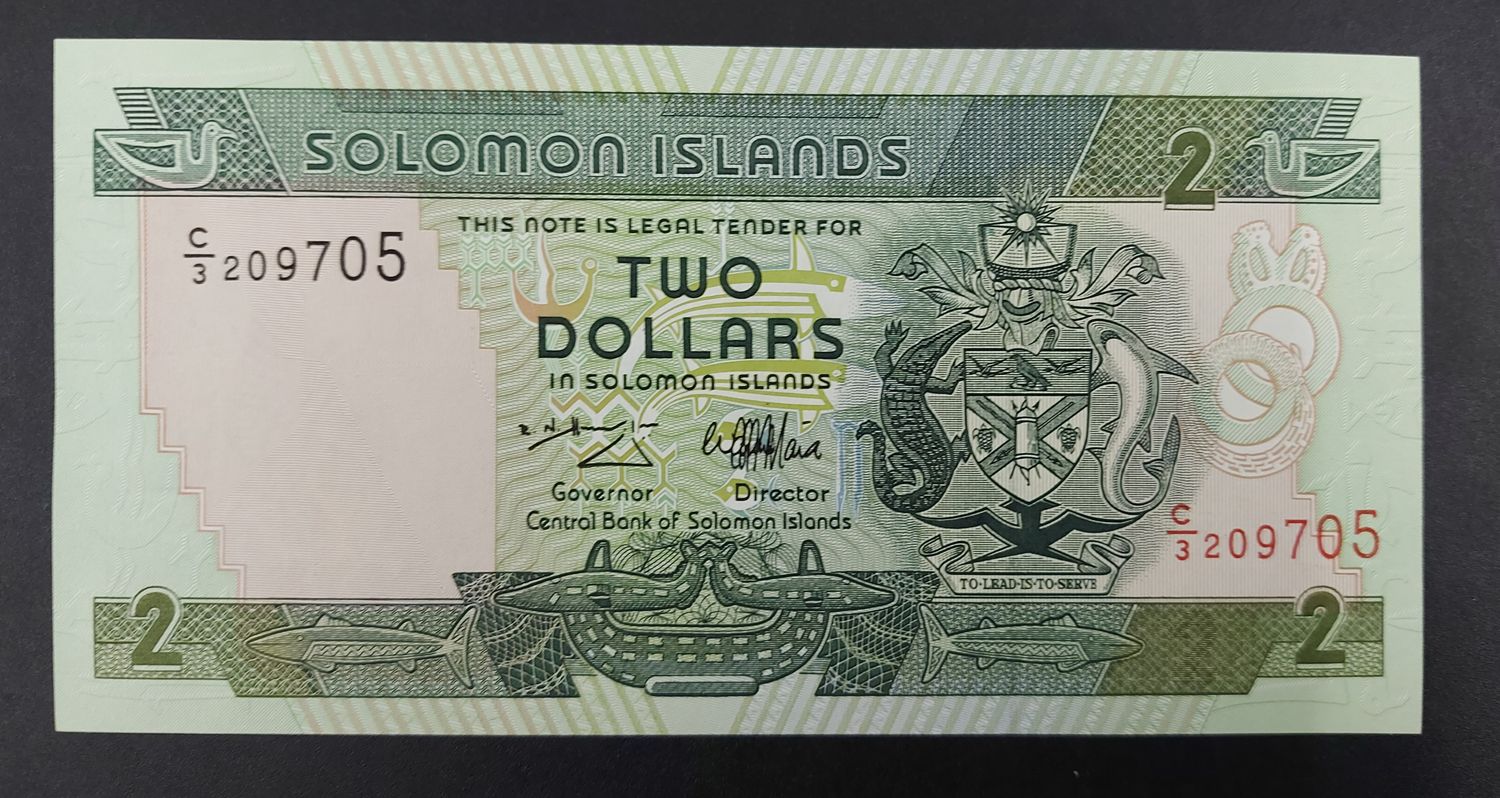 SOLOMON ISLANDS
2
C/3 209705
THIS NOTE IS LEGAL TENDER FOR
TWO
DOLLARS
IN SOLOMON ISLANDS
Governor Director
Central Bank of Solomon Islands
C/3 209705
TO·LEAD·IS·TO·SERVE
2
2